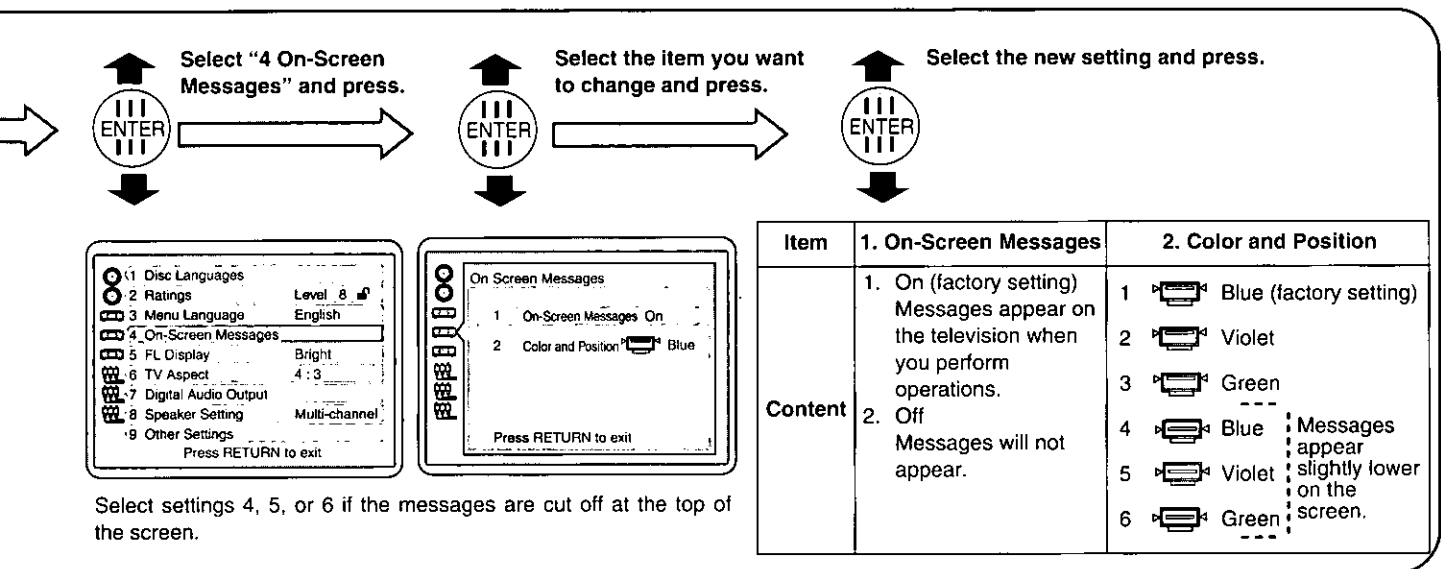 Select “4 On-Screen
Messages” and press.
Select the item you want
to change and press.
Select the new setting and press.
ENTER
ENTER
ENTER
1 Disc Languages
2 Ratings Level 8
3 Menu Language English
4 On-Screen Messages
5 FL Display Bright
6 TV Aspect 4 : 3
7 Digital Audio Output
8 Speaker Setting Multi-channel
9 Other Settings
Press RETURN to exit
On Screen Messages
1 On-Screen Messages On
2 Color and Position Blue
Press RETURN to exit
Select settings 4, 5, or 6 if the messages are cut off at the top of
the screen.
Item
1. On-Screen Messages
2. Color and Position
Content
1. On (factory setting)
Messages appear on
the television when
you perform
operations.
2. Off
Messages will not
appear.
1 Blue (factory setting)
2 Violet
3 Green
4 Blue
5 Violet
6 Green
Messages
appear
slightly lower
on the
screen.